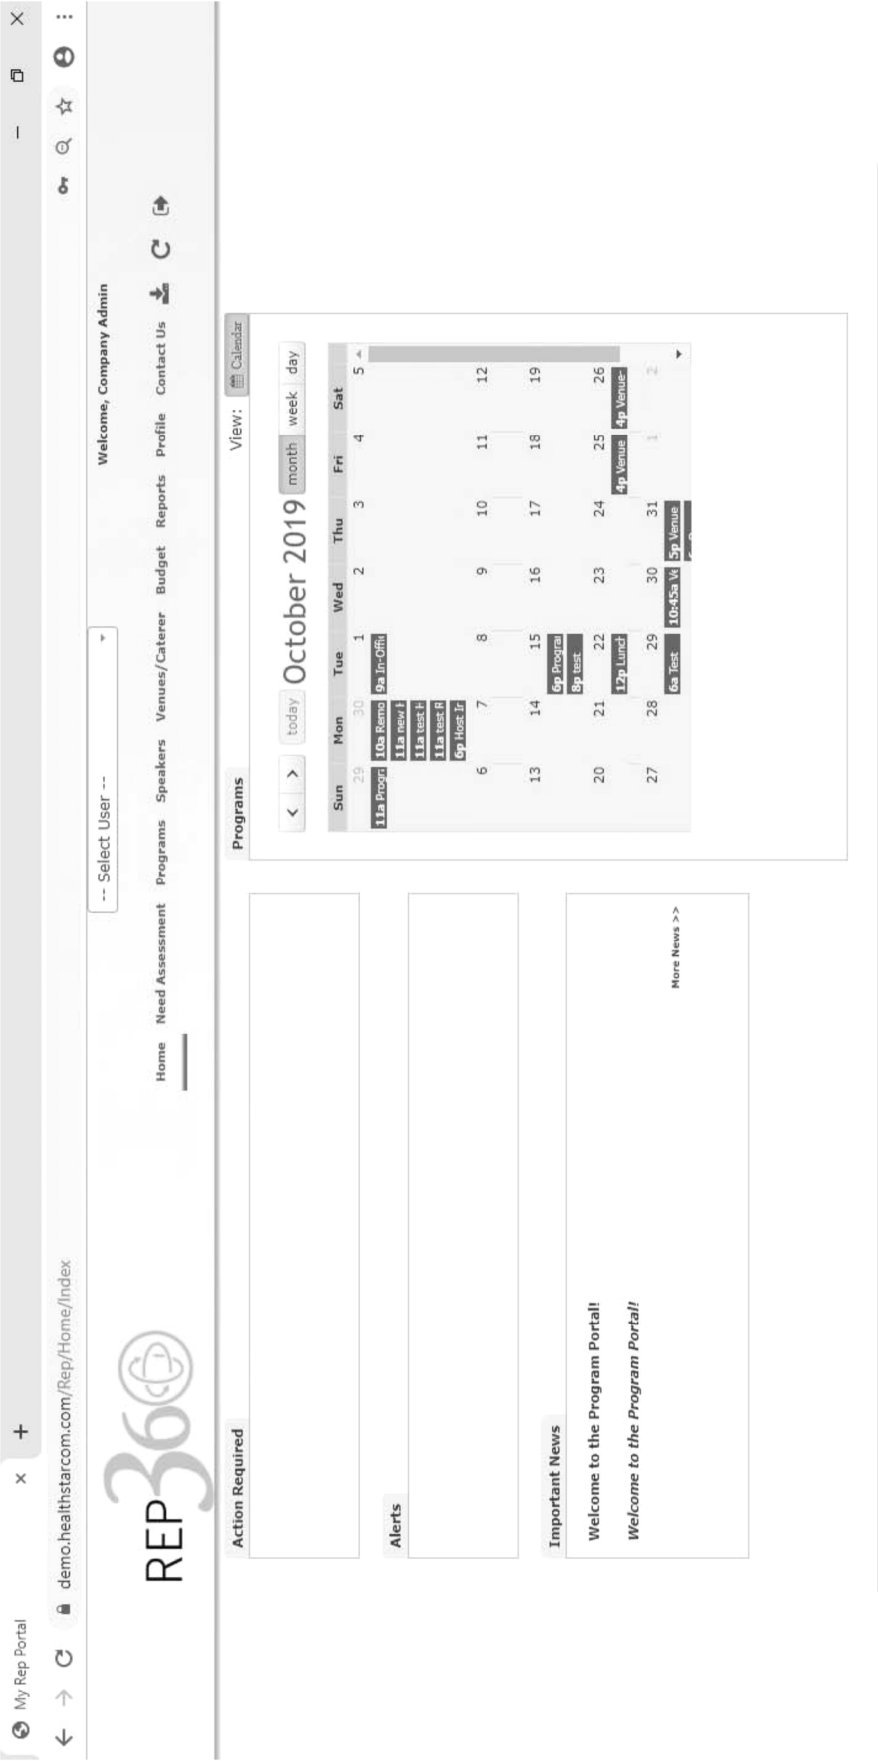 My Rep Portal
demo.healthstarcom.com/Rep/Home/Index
-- Select User --
Welcome, Company Admin
REP360
Home Need Assessment Programs Speakers Venues/Caterer Budget Reports Profile Contact Us
Action Required
Alerts
Important News
Welcome to the Program Portal!
Welcome to the Program Portal!
More News >>
Programs
View: Calendar
< > today October 2019 month week day
Sun Mon Tue Wed Thu Fri Sat
29 30 1 2 3 4 5
11a Progra 10a Remo 9a In-Offi
11a new
11a test
11a test R
6p Host Ir
6 7 8 9 10 11 12
13 14 15 16 17 18 19
6p Progra
8p test
20 21 22 23 24 25 26
12p Lunch 4p Venue 4p Venue-
27 28 29 30 31 1 2
6a Test 10:45a Ve 5p Venue